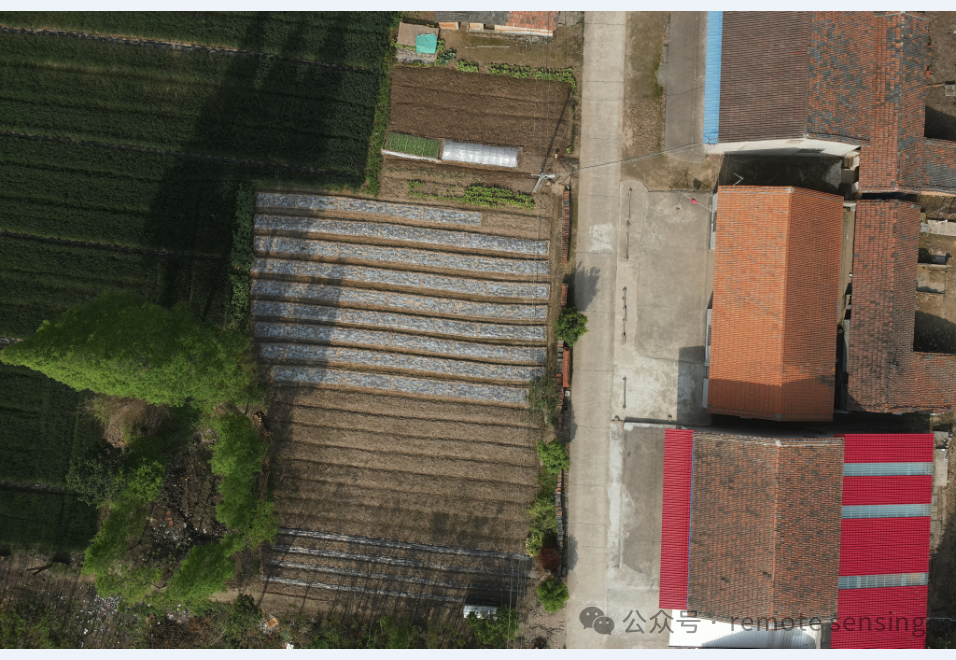 公众号 · remote sensing